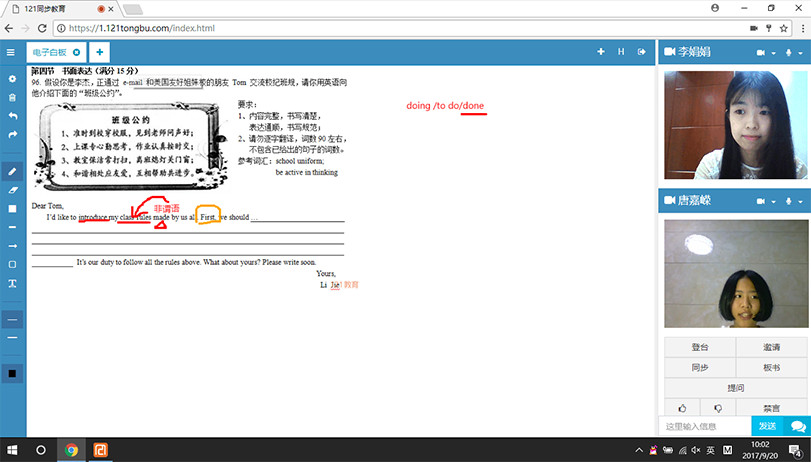 121同步教育
https://1.121tongbu.com/index.html
电子白板
李娟娟
第四节 书面表达（满分15分）
96. 假设你是李杰，正通过 e-mail 和美国友好姐妹校的朋友 Tom 交流校纪班规，请你用英语向
他介绍下面的“班级公约”。
班级公约
1、准时到校穿校服，见到老师问声好；
2、上课专心勤思考，作业认真按时交；
3、教室保洁常打扫，离班熄灯关门窗；
4、和谐相处应友爱，互相帮助共进步。
要求：
1、内容完整，书写清楚，
表达通顺，书写规范；
2、请勿逐字翻译，词数90左右，
不包含已给出的句子的词数。
参考词汇：school uniform;
be active in thinking
doing /to do/done
Dear Tom,
非谓语
I'd like to introduce my class rules made by us all. First, we should …
It's our duty to follow all the rules above. What about yours? Please write soon.
Yours,
Li Jie
教育
唐嘉嵘
登台
邀请
同步
板书
提问
禁言
这里输入信息
发送
英
M
10:02
2017/9/20